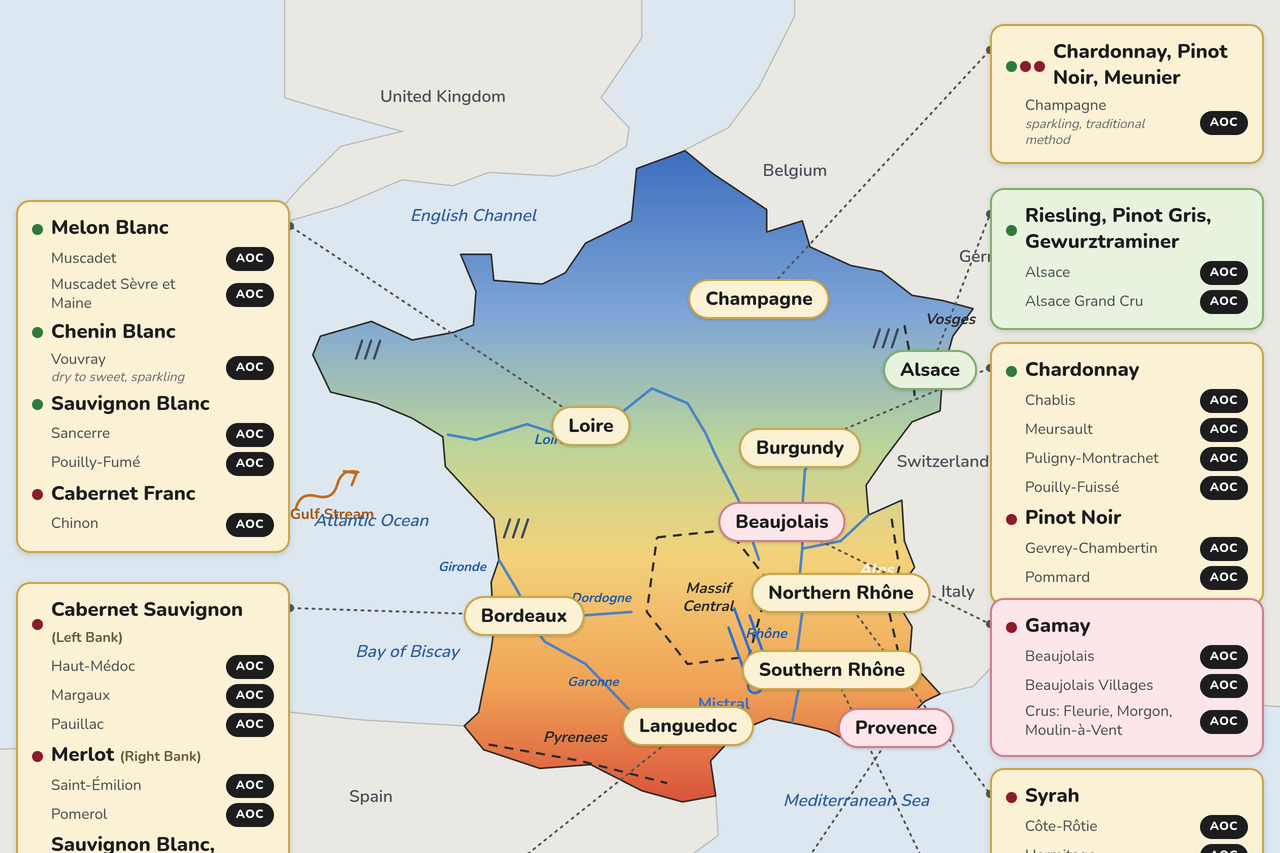 United Kingdom
Belgium
English Channel
Vosges
Champagne
Alsace
Loire
Burgundy
Switzerland
Gulf Stream
Atlantic Ocean
Beaujolais
Gironde
Alps
Massif
Central
Northern Rhône
Italy
Dordogne
Bordeaux
Rhône
Bay of Biscay
Southern Rhône
Garonne
Mistral
Languedoc
Provence
Pyrenees
Spain
Mediterranean Sea
Melon Blanc
Muscadet AOC
Muscadet Sèvre et
Maine AOC
Chenin Blanc
Vouvray AOC
dry to sweet, sparkling
Sauvignon Blanc
Sancerre AOC
Pouilly-Fumé AOC
Cabernet Franc
Chinon AOC
Cabernet Sauvignon
(Left Bank)
Haut-Médoc AOC
Margaux AOC
Pauillac AOC
Merlot (Right Bank)
Saint-Émilion AOC
Pomerol AOC
Sauvignon Blanc,
Chardonnay, Pinot
Noir, Meunier
Champagne AOC
sparkling, traditional
method
Riesling, Pinot Gris,
Gewurztraminer
Alsace AOC
Alsace Grand Cru AOC
Chardonnay
Chablis AOC
Meursault AOC
Puligny-Montrachet AOC
Pouilly-Fuissé AOC
Pinot Noir
Gevrey-Chambertin AOC
Pommard AOC
Gamay
Beaujolais AOC
Beaujolais Villages AOC
Crus: Fleurie, Morgon,
Moulin-à-Vent AOC
Syrah
Côte-Rôtie AOC